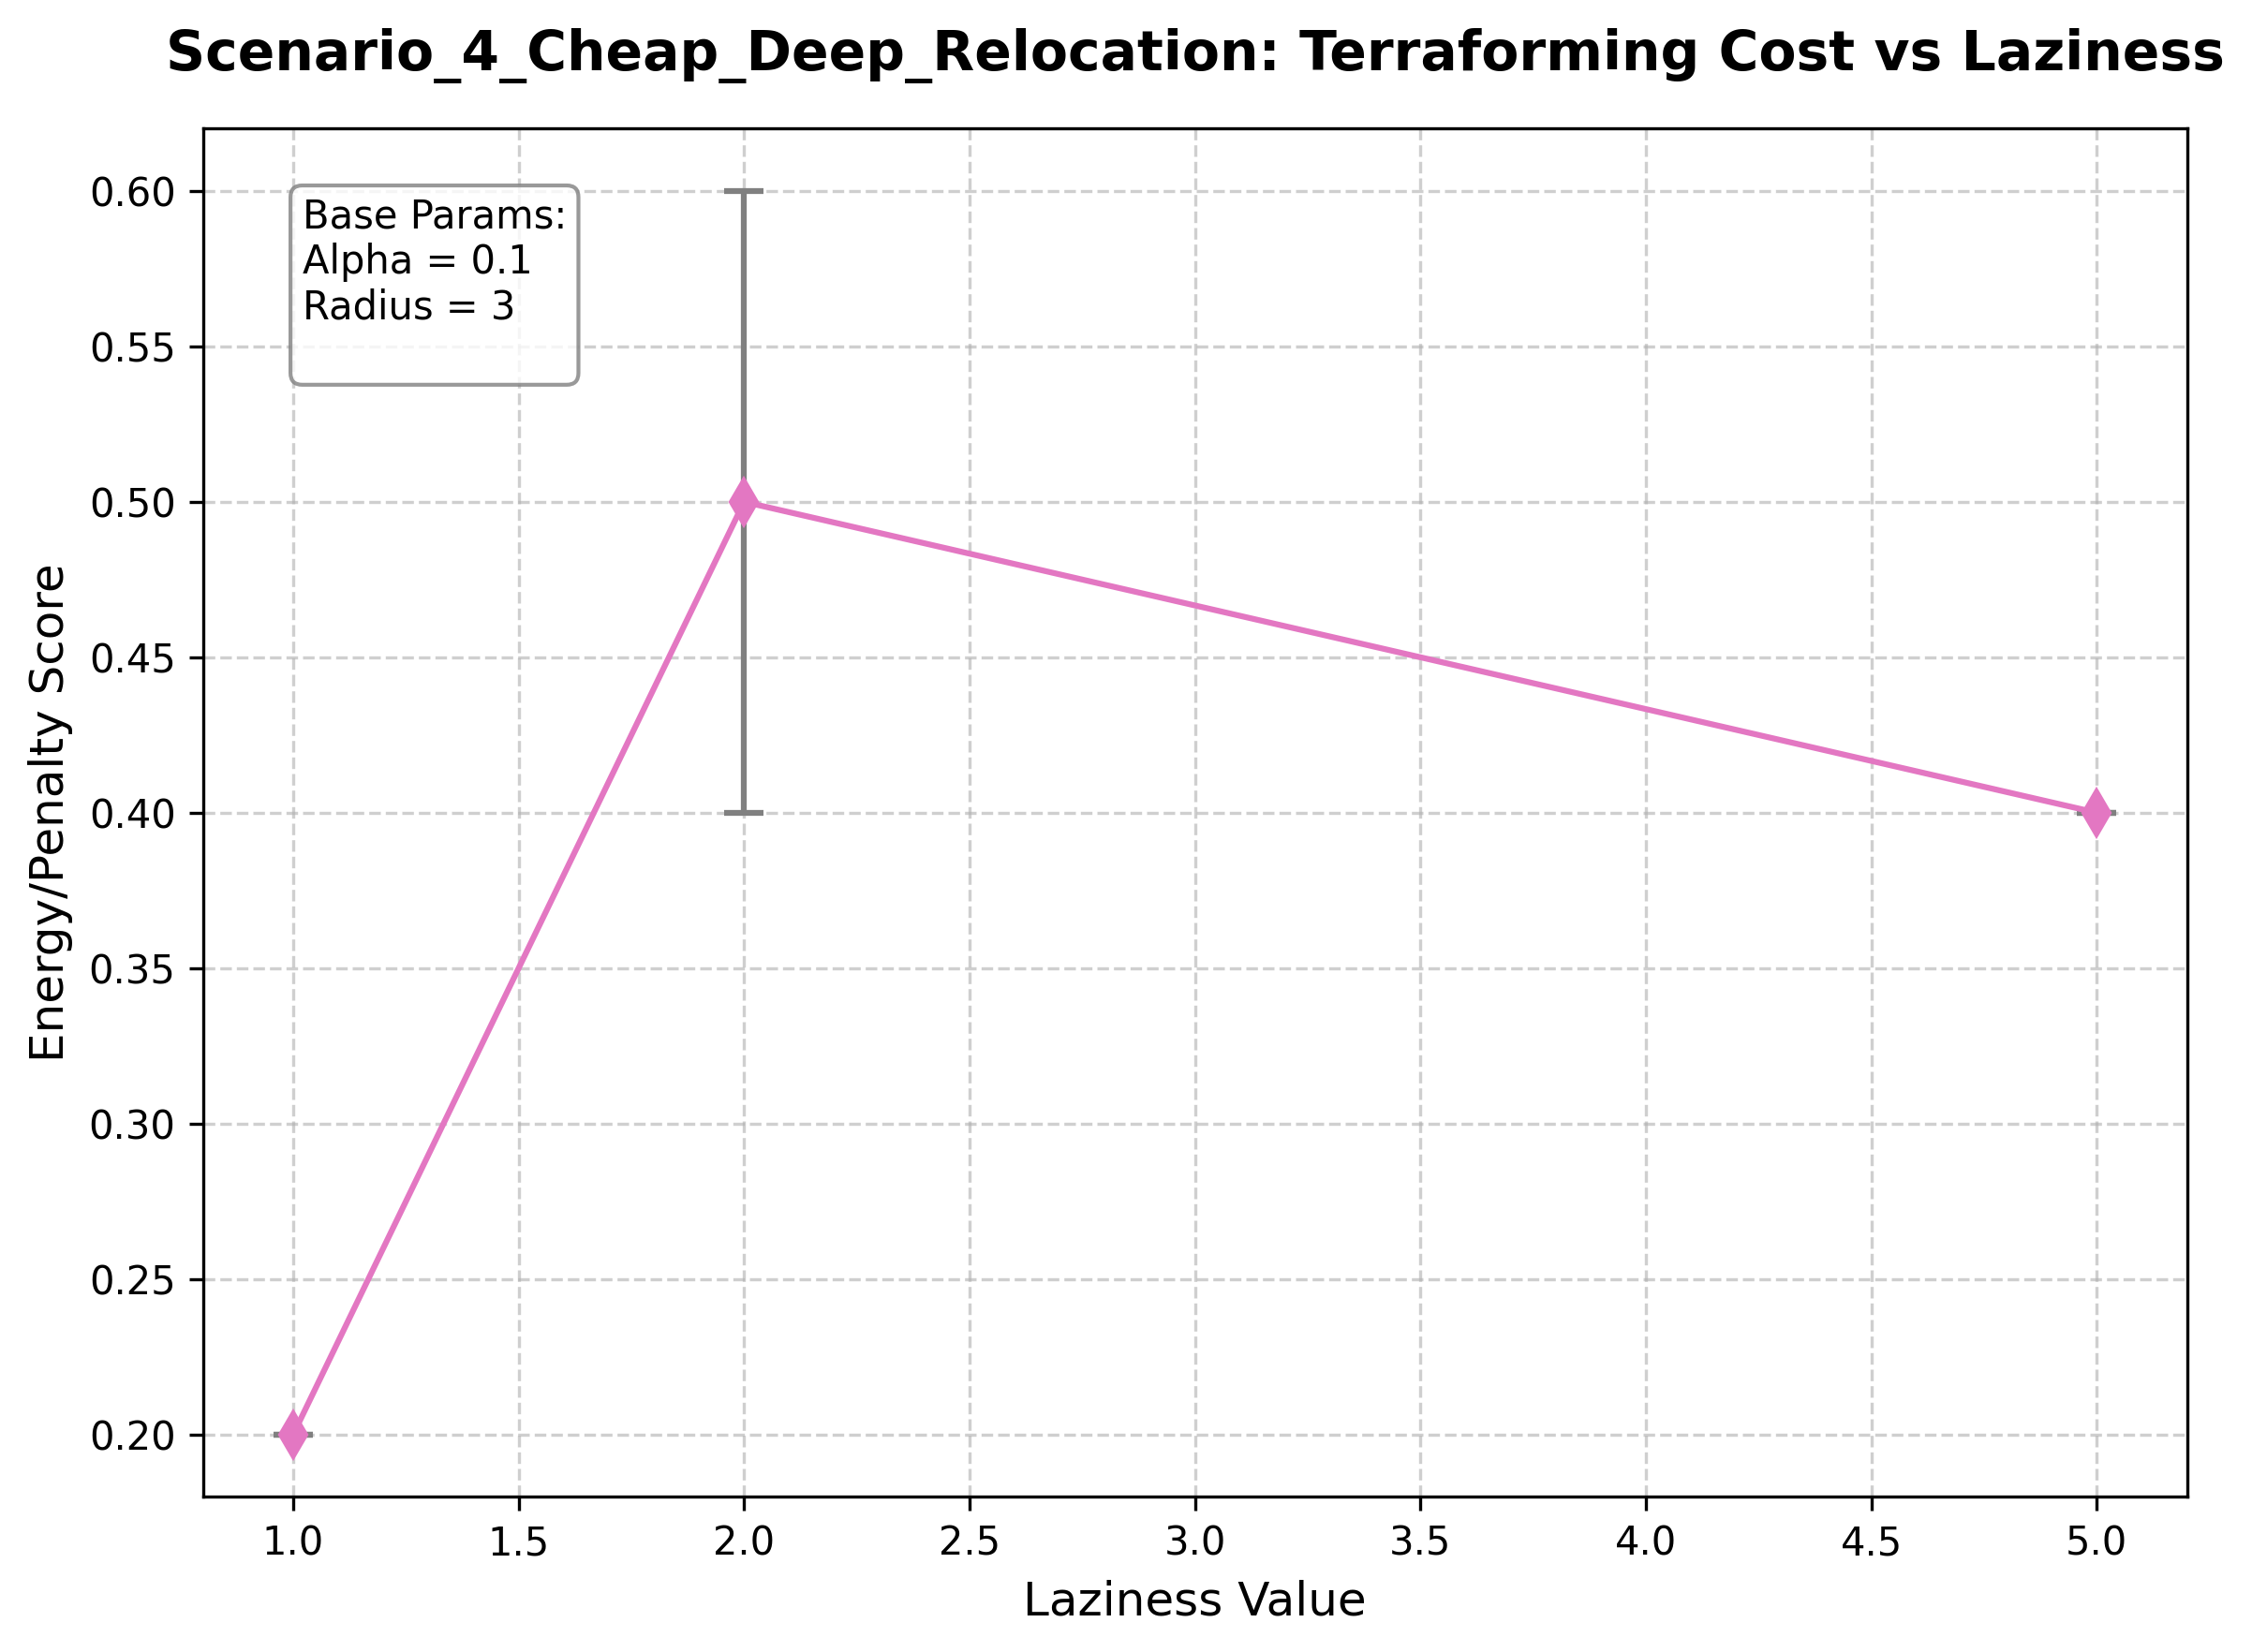 Scenario_4_Cheap_Deep_Relocation: Terraforming Cost vs Laziness
Base Params:
Alpha = 0.1
Radius = 3
Energy/Penalty Score
0.60
0.55
0.50
0.45
0.40
0.35
0.30
0.25
0.20
1.0 1.5 2.0 2.5 3.0 3.5 4.0 4.5 5.0
Laziness Value